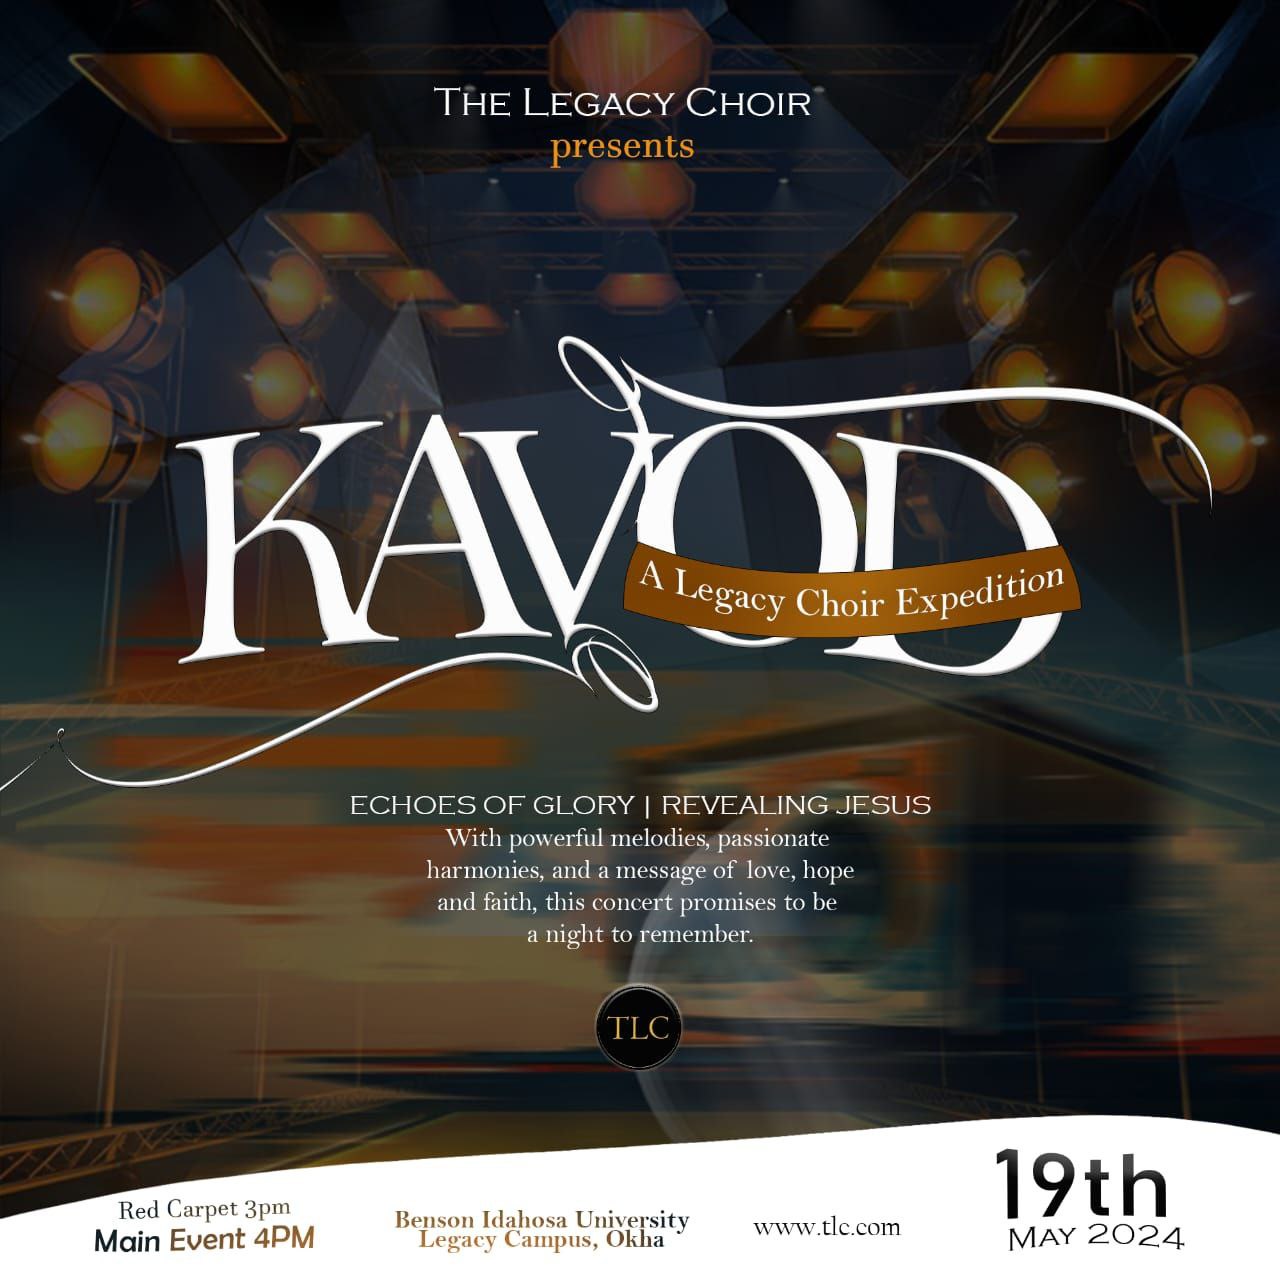 THE LEGACY CHOIR
presents
KAVOD
A Legacy Choir Expedition
ECHOES OF GLORY | REVEALING JESUS
With powerful melodies, passionate
harmonies, and a message of love, hope
and faith, this concert promises to be
a night to remember.
TLC
Red Carpet 3pm
Main Event 4PM
Benson Idahosa University
Legacy Campus, Okha
www.tlc.com
19th
MAY 2024